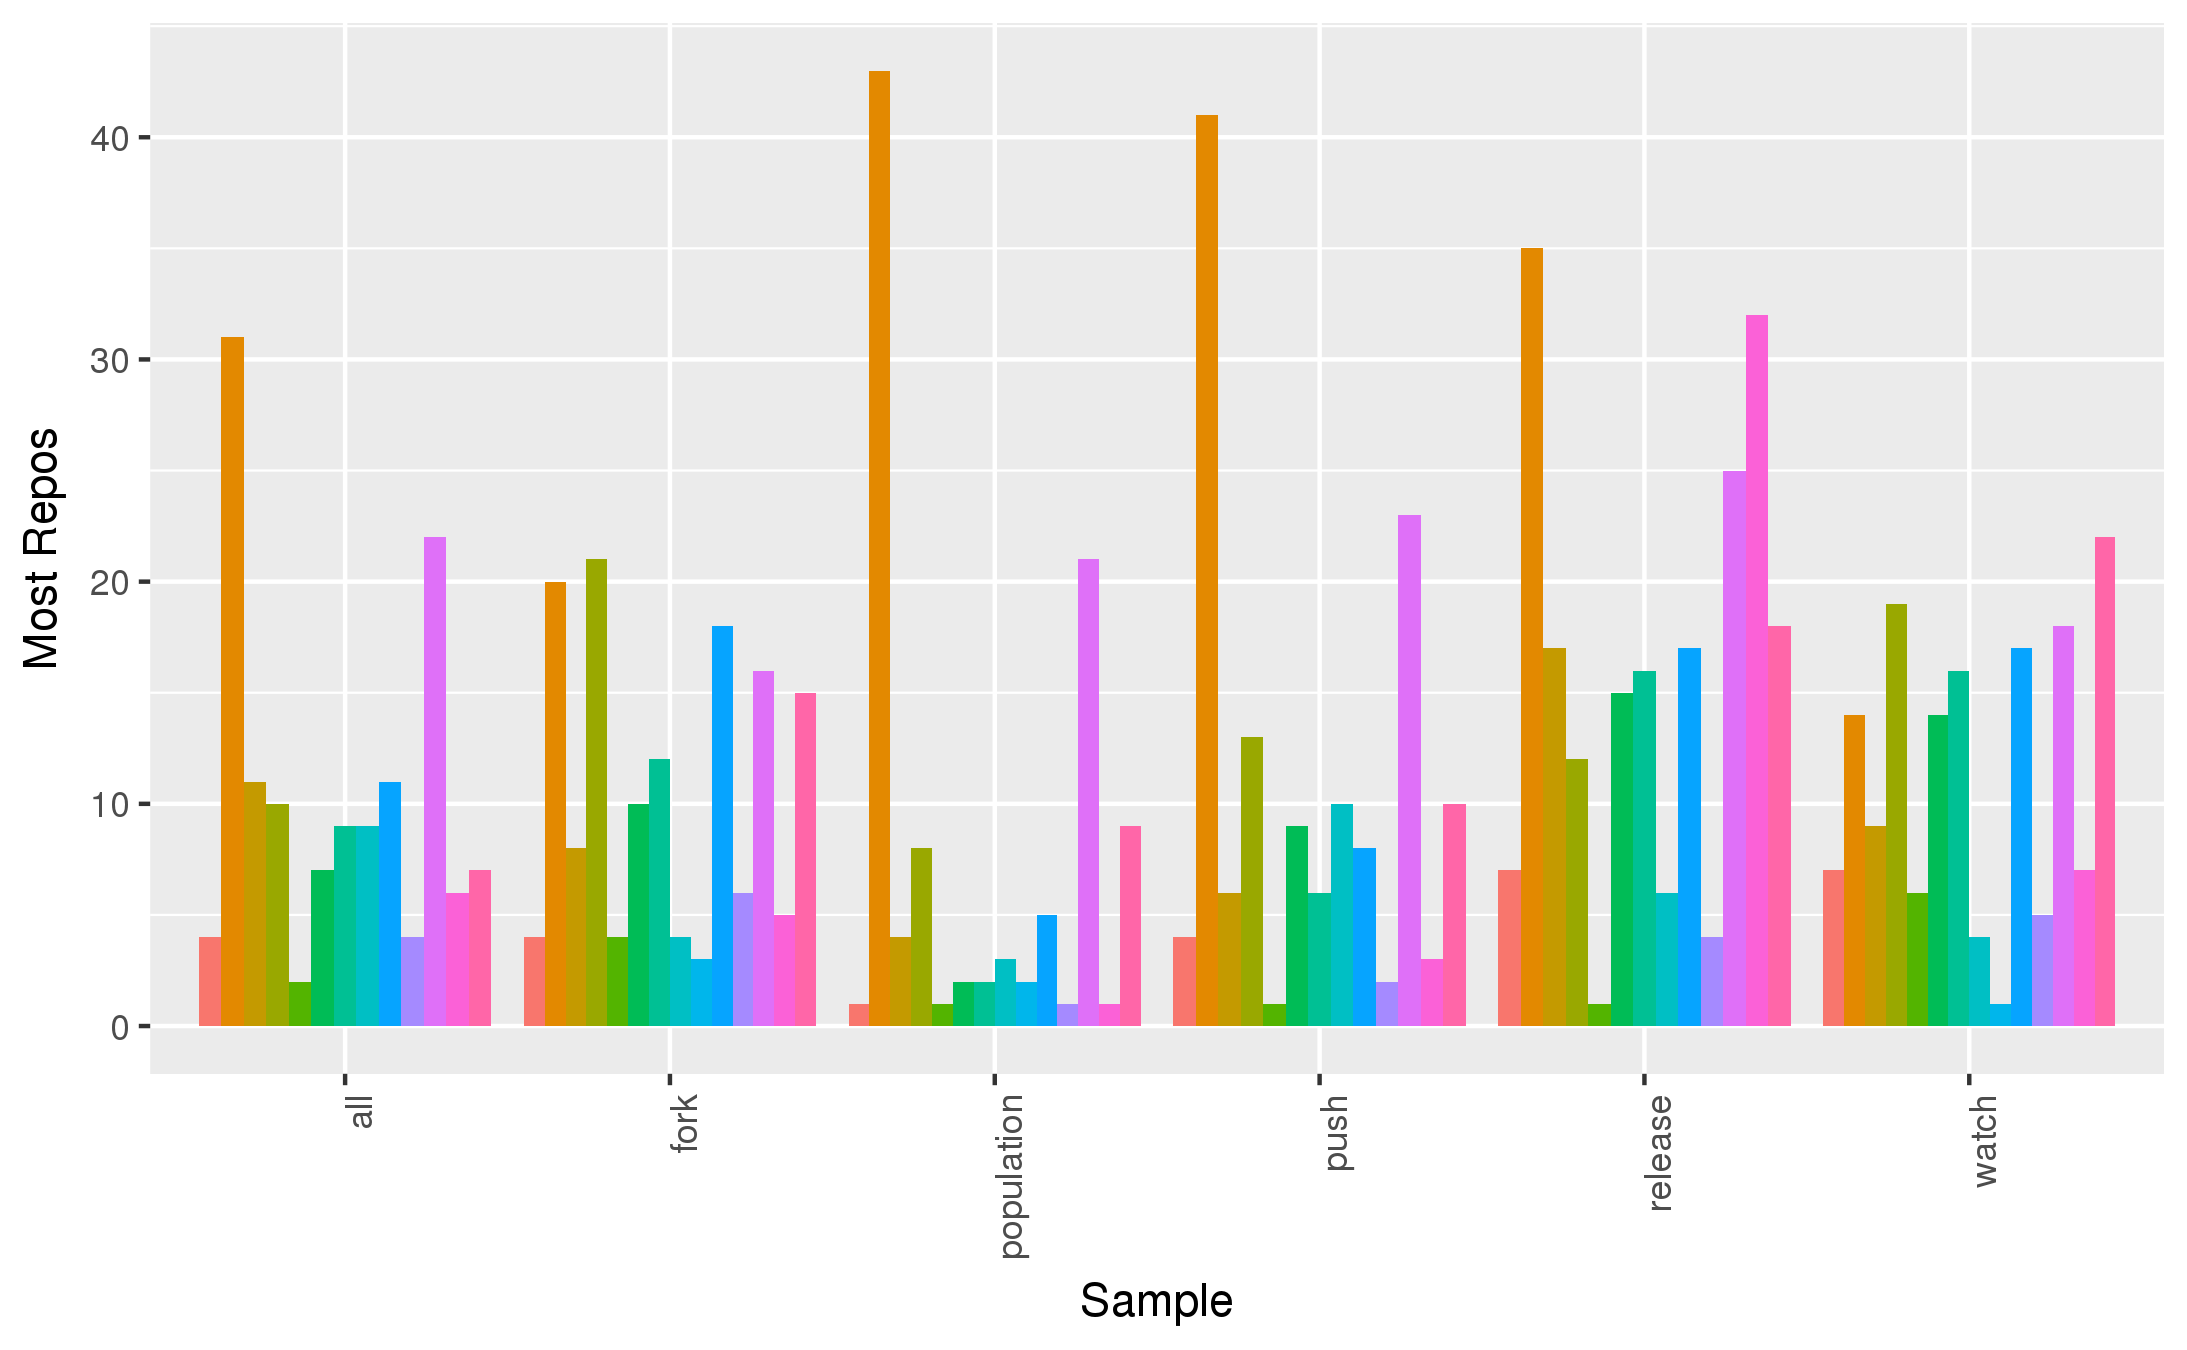 Most Repos
40
30
20
10
0
all
fork
population
push
release
watch
Sample